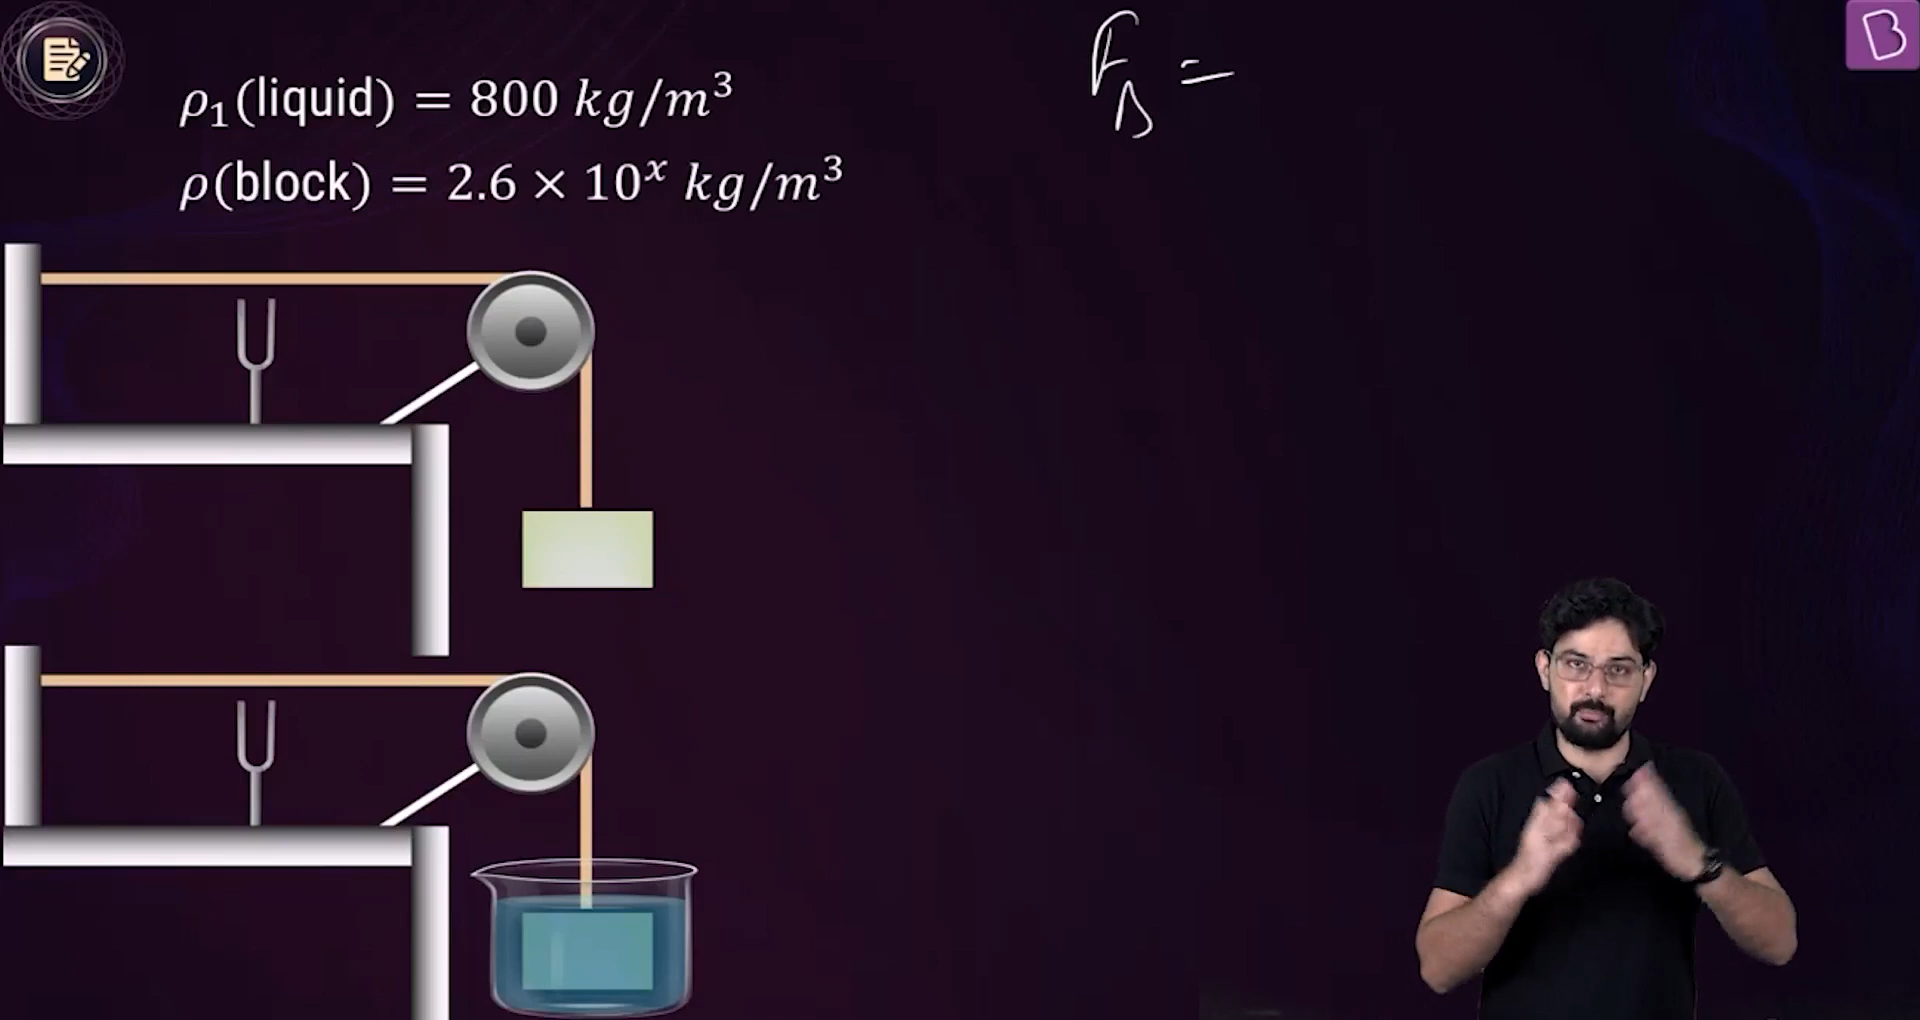 ρ₁(liquid) = 800 kg/m³
ρ(block) = 2.6 × 10ˣ kg/m³
F_B =
B